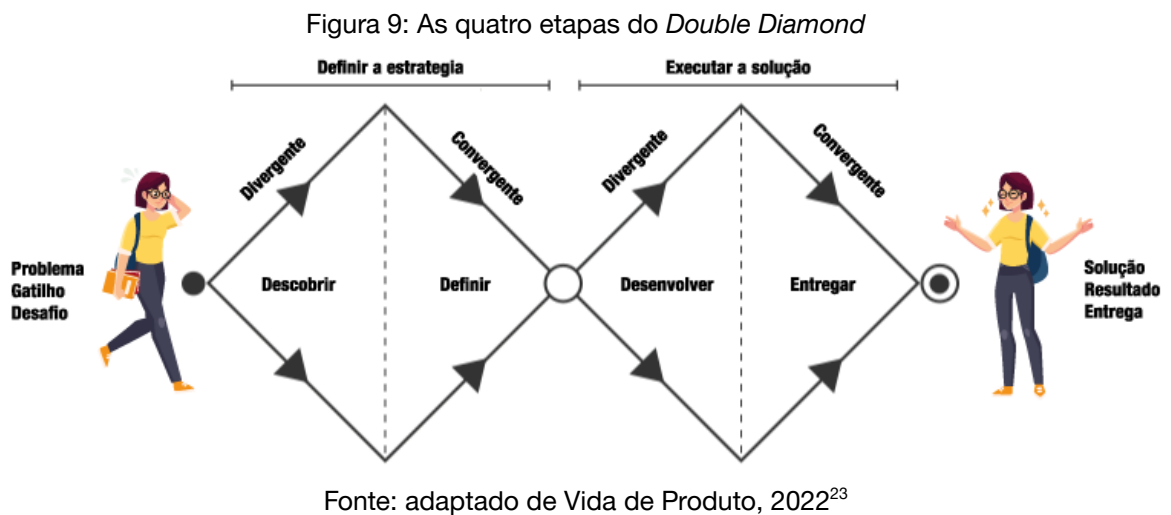 Figura 9: As quatro etapas do Double Diamond
Definir a estrategia
Executar a solução
Divergente
Convergente
Divergente
Convergente
Problema
Gatilho
Desafio
Descobrir
Definir
Desenvolver
Entregar
Solução
Resultado
Entrega
Fonte: adaptado de Vida de Produto, 2022²³